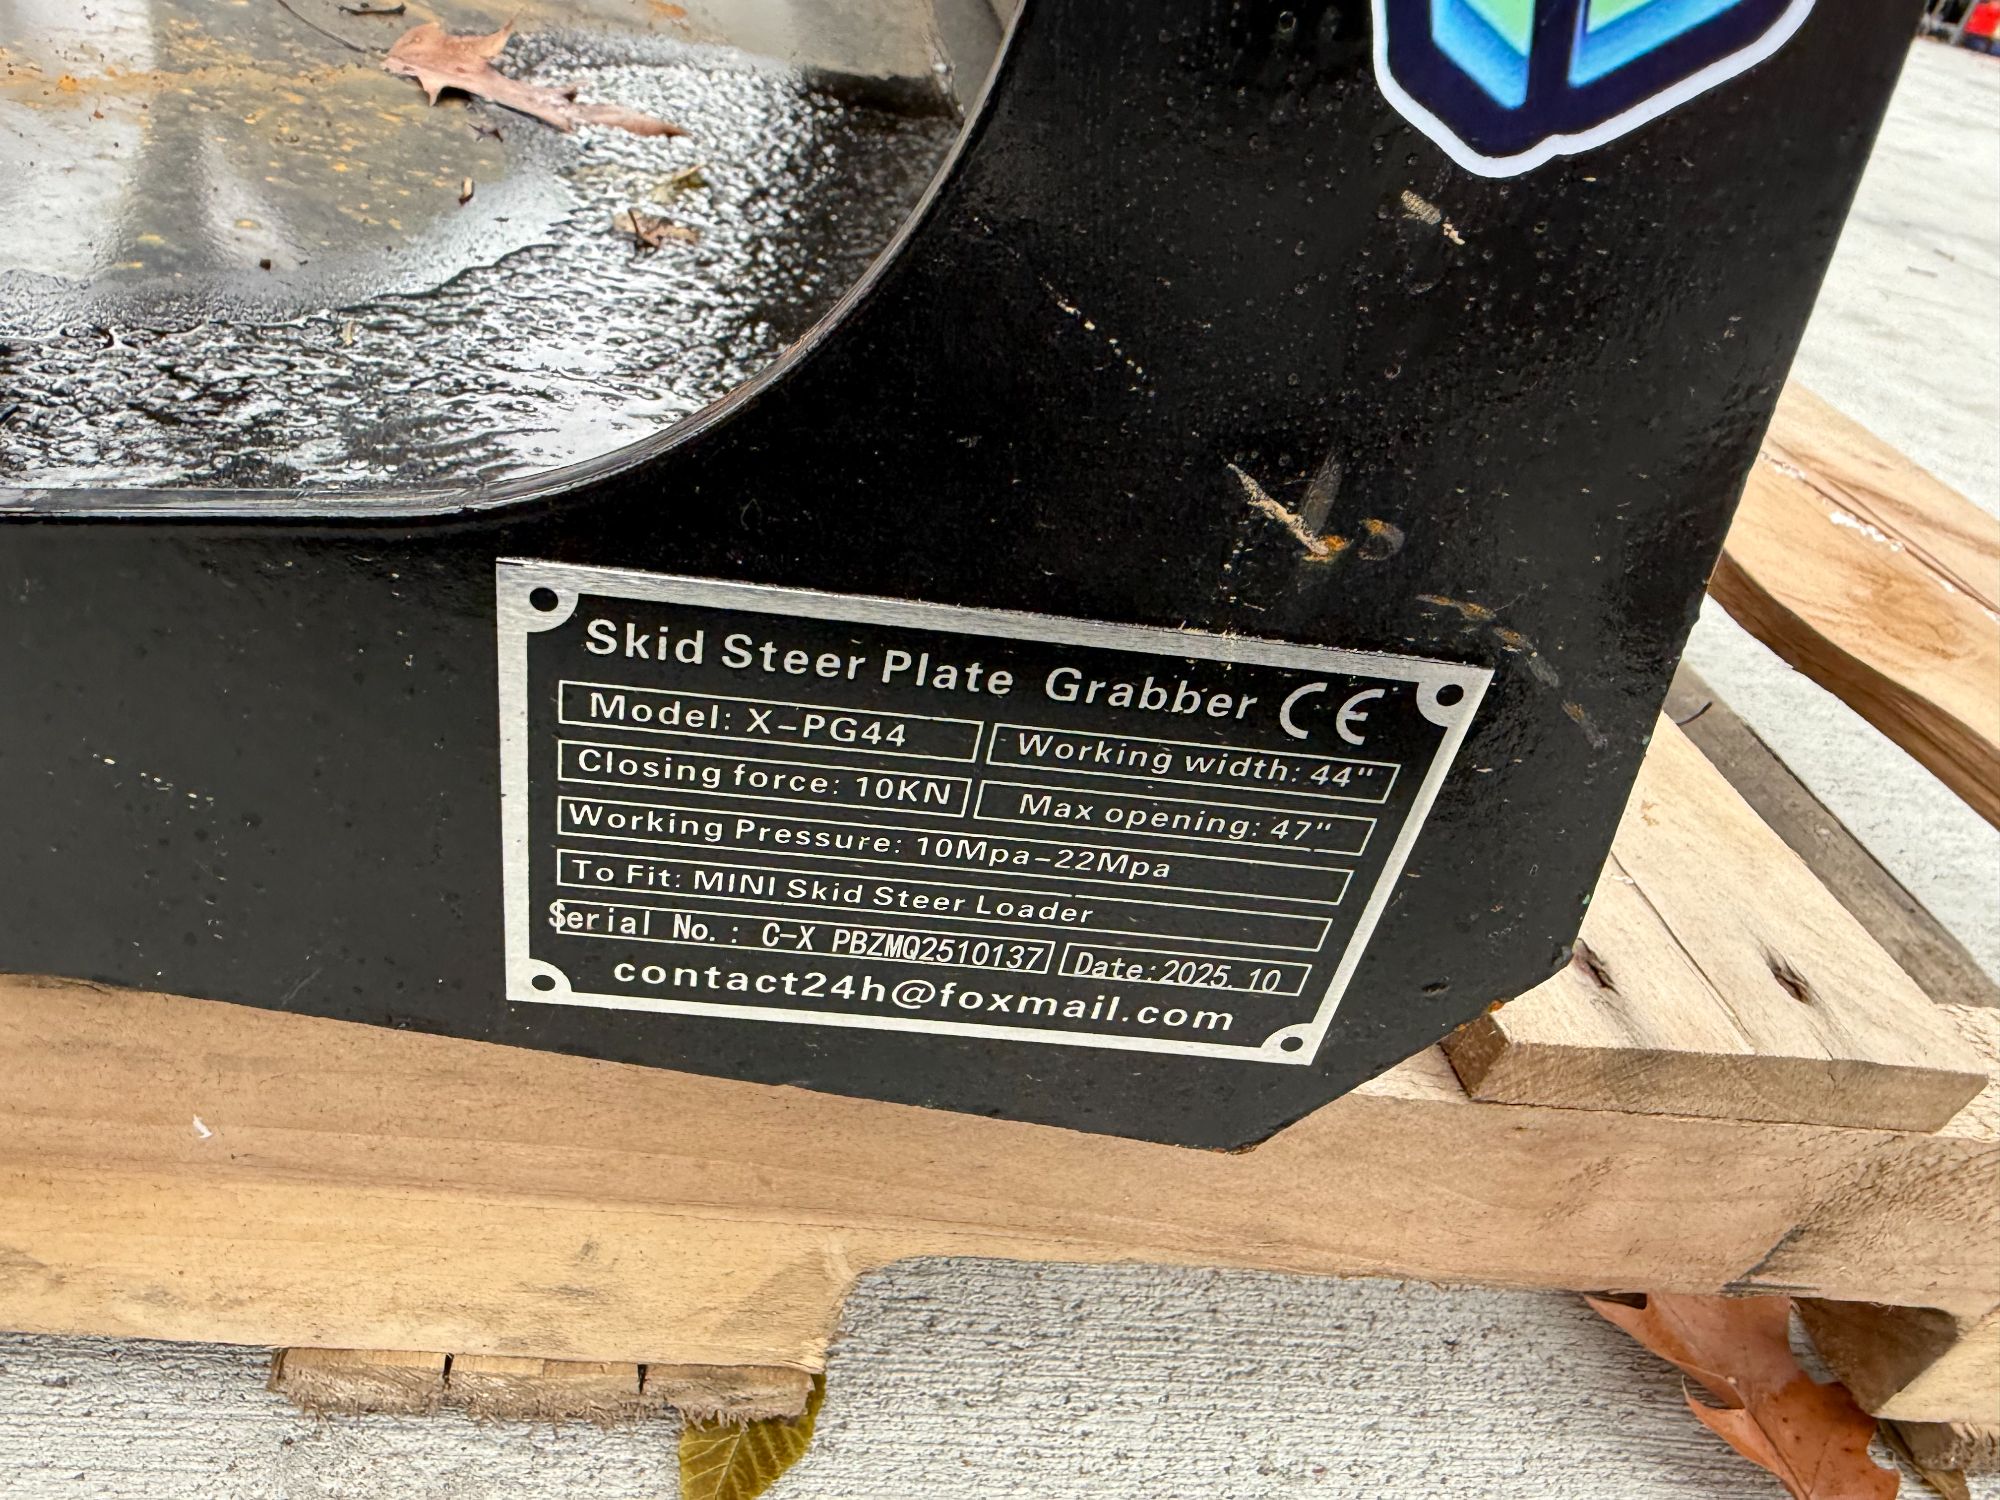 Skid Steer Plate Grabber CE
Model: X-PG44
Working width: 44"
Closing force: 10KN
Max opening: 47"
Working Pressure: 10Mpa-22Mpa
To Fit: MINI Skid Steer Loader
Serial No.: C-X PBZMQ2510137
Date:2025.10
contact24h@foxmail.com